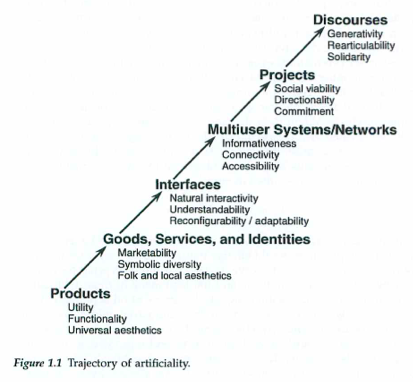 Discourses
Generativity
Rearticulability
Solidarity
Projects
Social viability
Directionality
Commitment
Multiuser Systems/Networks
Informativeness
Connectivity
Accessibility
Interfaces
Natural interactivity
Understandability
Reconfigurability / adaptability
Goods, Services, and Identities
Marketability
Symbolic diversity
Folk and local aesthetics
Products
Utility
Functionality
Universal aesthetics
Figure 1.1 Trajectory of artificiality.